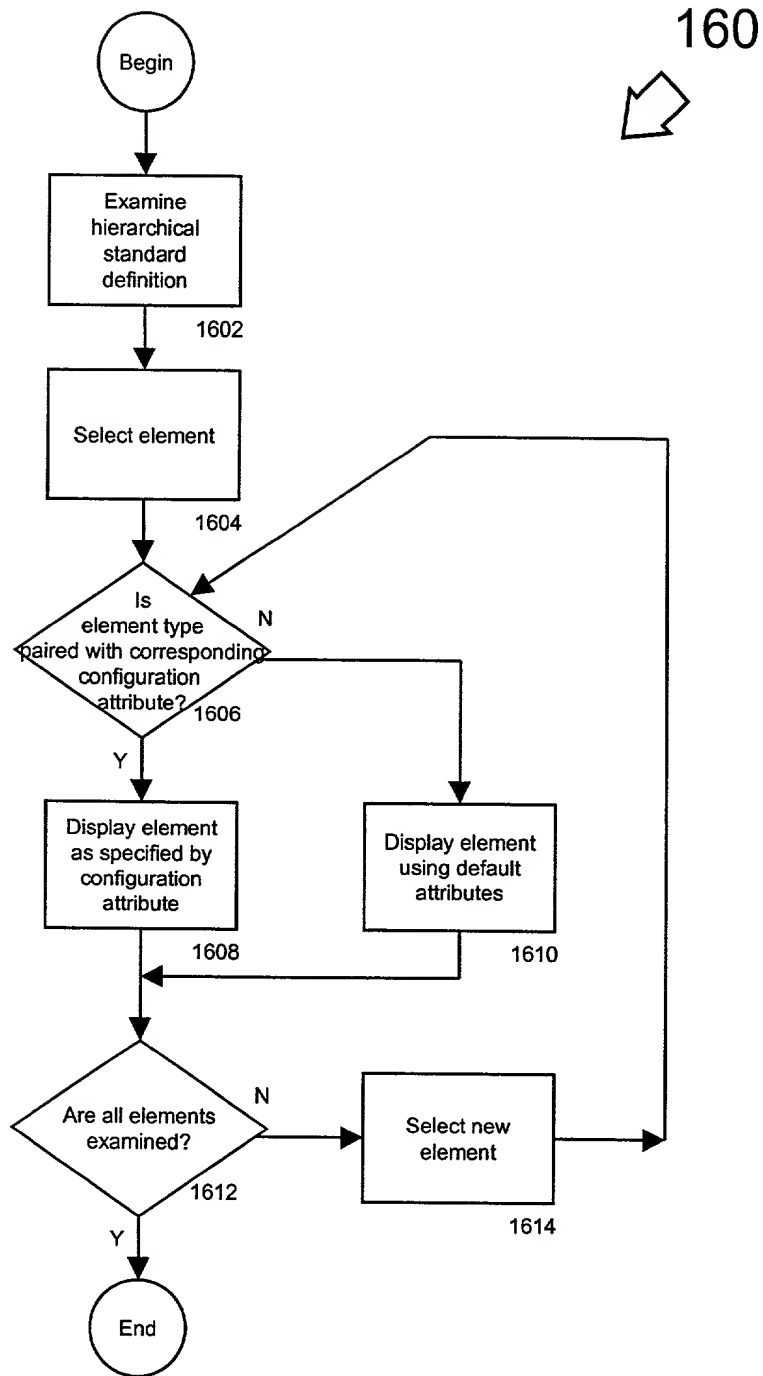 160
Begin
Examine
hierarchical
standard
definition
1602
Select element
1604
Is
element type
paired with corresponding
configuration
attribute?
1606
N
Y
Display element
as specified by
configuration
attribute
1608
Display element
using default
attributes
1610
Are all elements
examined?
1612
N
Select new
element
1614
Y
End